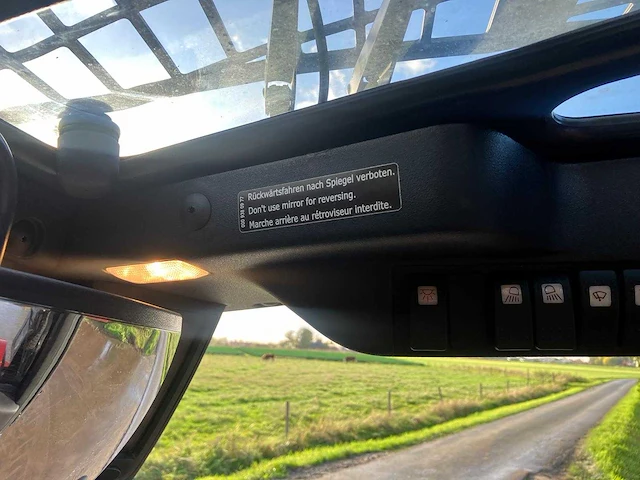 Rückwärtsfahren nach Spiegel verboten.
Don't use mirror for reversing.
Marche arrière au rétroviseur interdite.